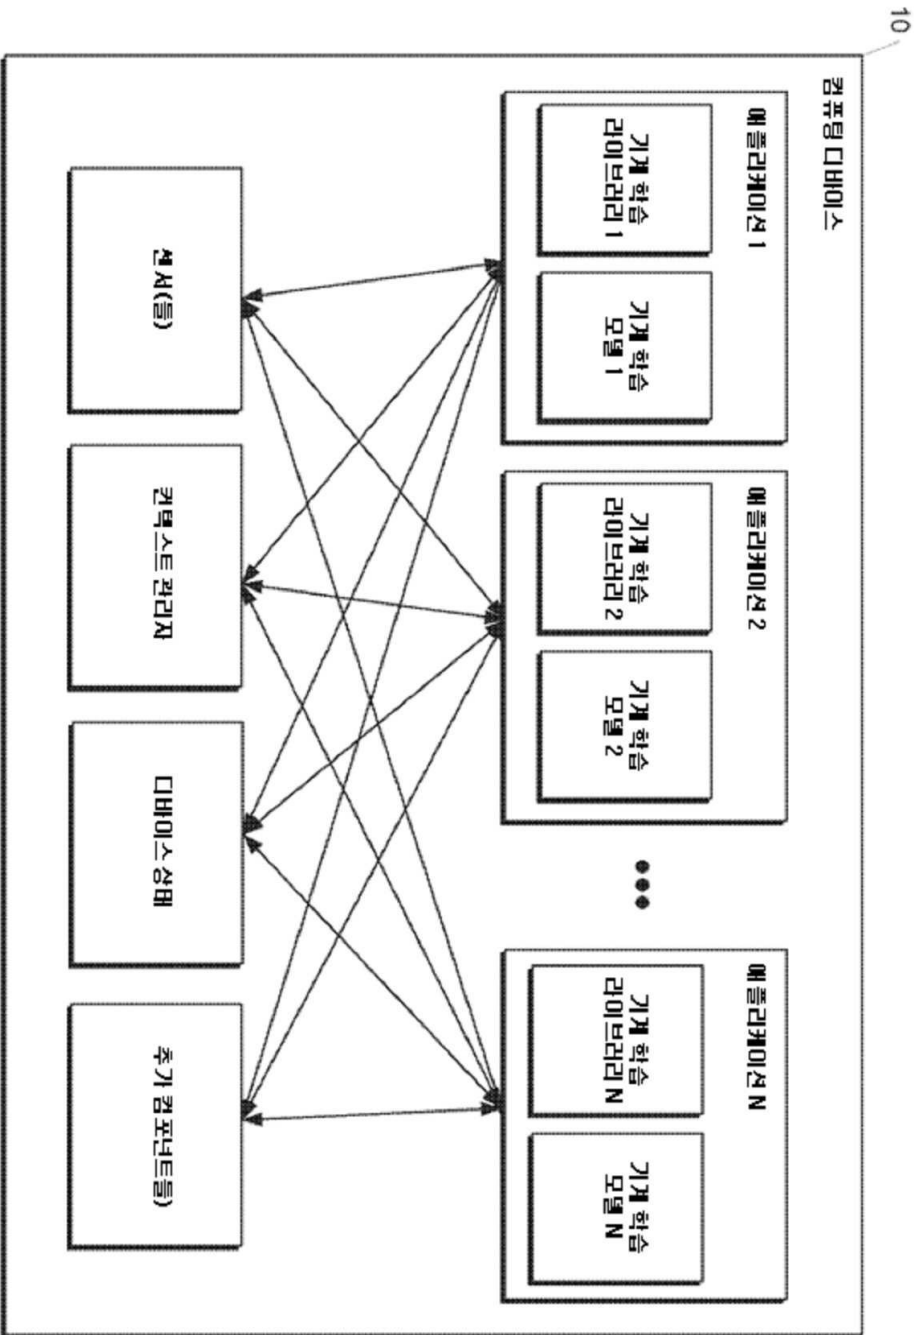 10
컴퓨팅 디바이스
애플리케이션 1
기계 학습
라이브러리 1
기계 학습
모델 1
애플리케이션 2
기계 학습
라이브러리 2
기계 학습
모델 2
애플리케이션 N
기계 학습
라이브러리 N
기계 학습
모델 N
센서(들)
컨텍스트 관리자
디바이스 상태
추가 컴포넌트들)